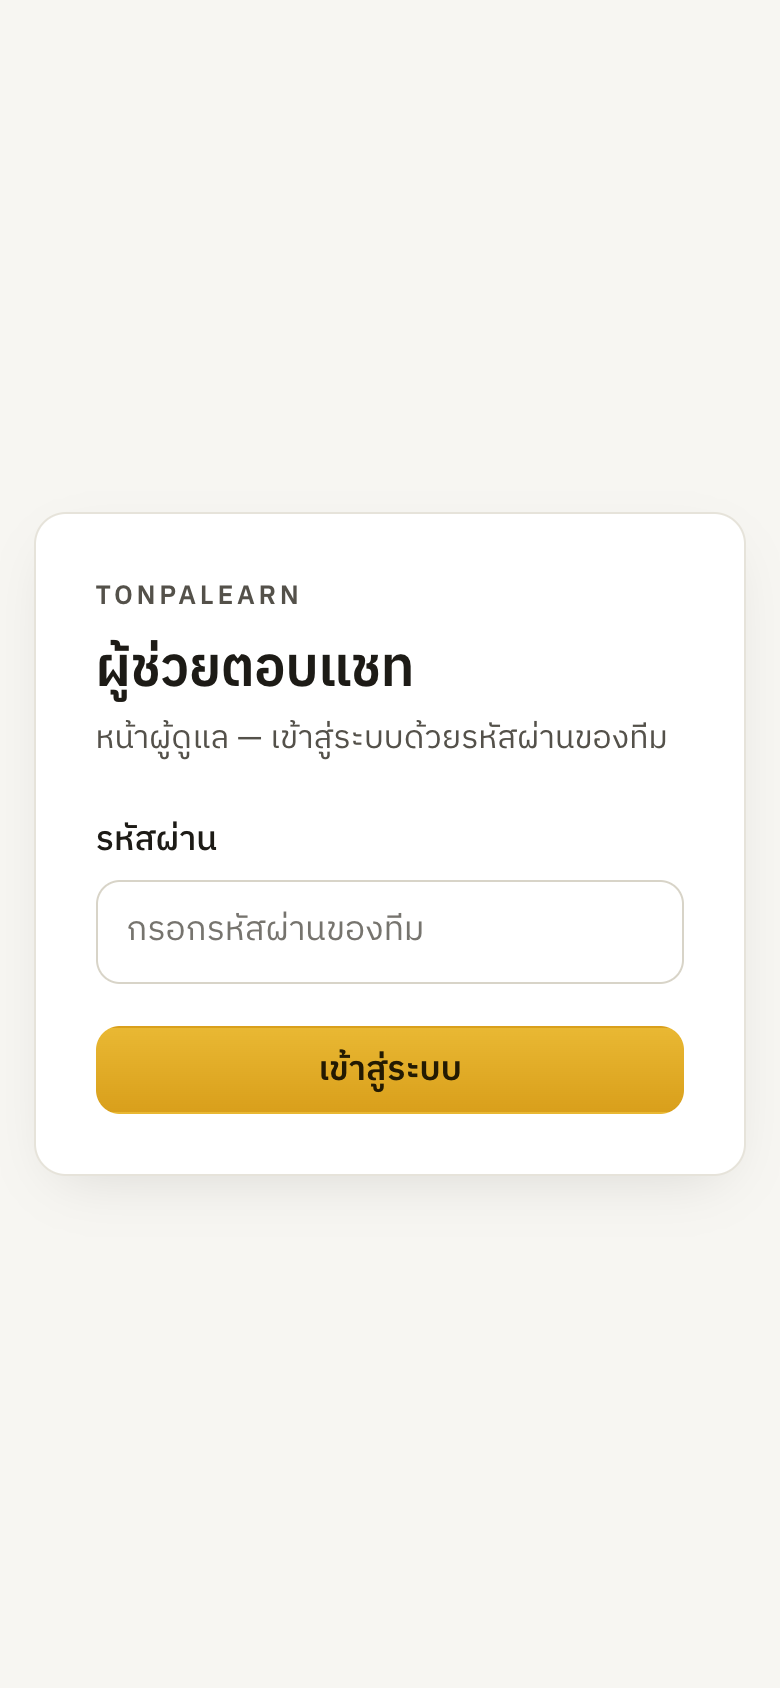 TONPALEARN
ผู้ช่วยตอบแชท
หน้าผู้ดูแล — เข้าสู่ระบบด้วยรหัสผ่านของทีม
รหัสผ่าน
กรอกรหัสผ่านของทีม
เข้าสู่ระบบ